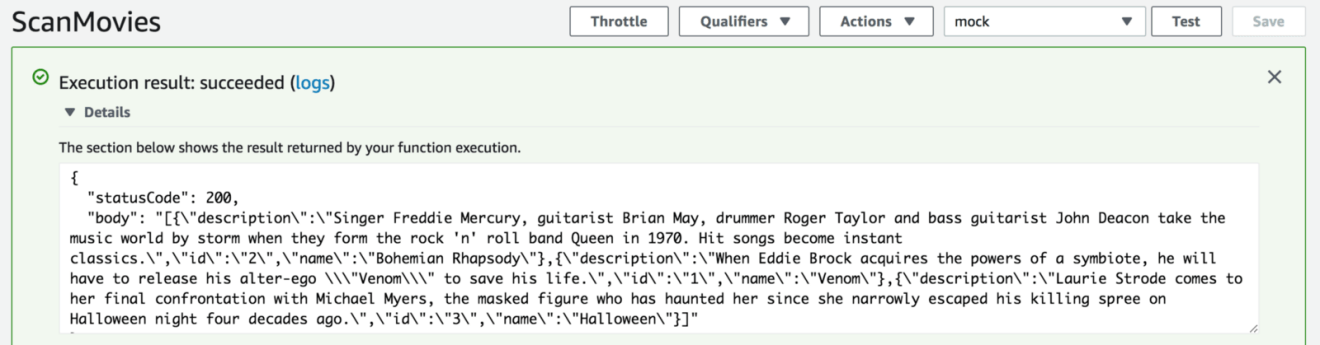 ScanMovies
Throttle
Qualifiers
Actions
mock
Test
Save
Execution result: succeeded (logs)
Details
The section below shows the result returned by your function execution.
{
  "statusCode": 200,
  "body": "[{\"description\":\"Singer Freddie Mercury, guitarist Brian May, drummer Roger Taylor and bass guitarist John Deacon take the
music world by storm when they form the rock 'n' roll band Queen in 1970. Hit songs become instant
classics.\",\"id\":\"2\",\"name\":\"Bohemian Rhapsody\"},{\"description\":\"When Eddie Brock acquires the powers of a symbiote, he will
have to release his alter-ego \\\"Venom\\\" to save his life.\",\"id\":\"1\",\"name\":\"Venom\"},{\"description\":\"Laurie Strode comes to
her final confrontation with Michael Myers, the masked figure who has haunted her since she narrowly escaped his killing spree on
Halloween night four decades ago.\",\"id\":\"3\",\"name\":\"Halloween\"}]"